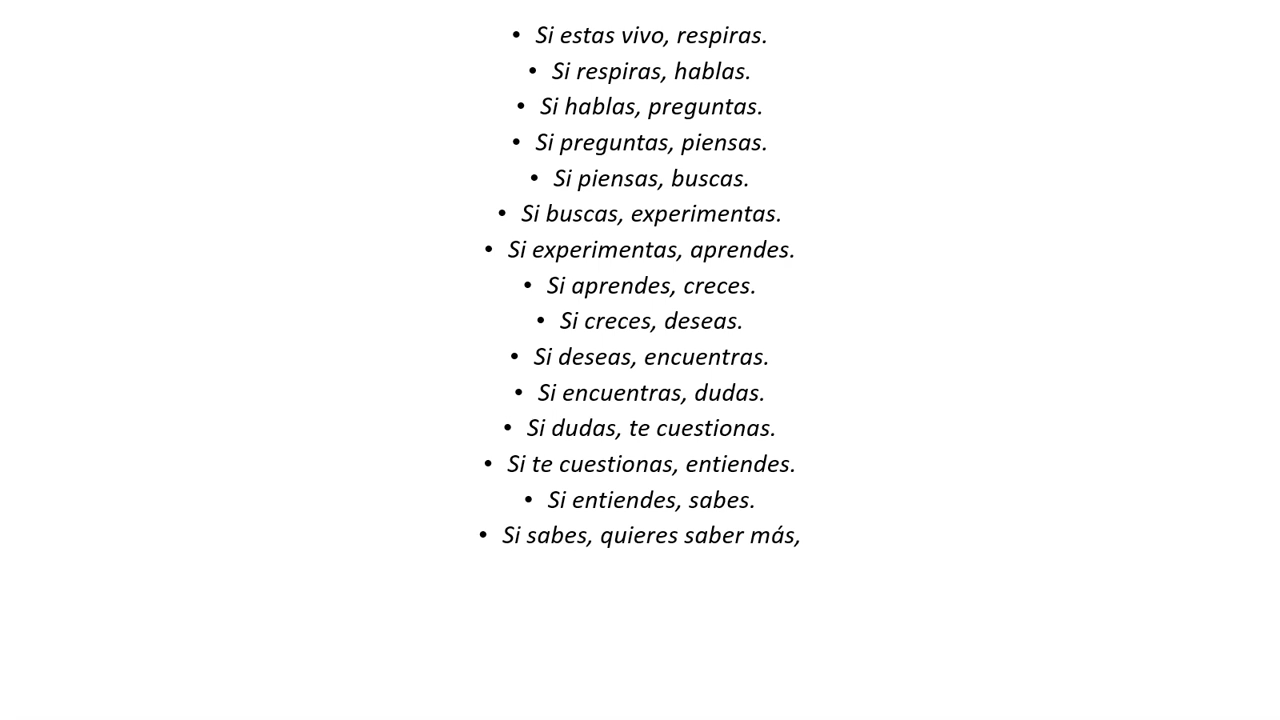 • Si estas vivo, respiras.
• Si respiras, hablas.
• Si hablas, preguntas.
• Si preguntas, piensas.
• Si piensas, buscas.
• Si buscas, experimentas.
• Si experimentas, aprendes.
• Si aprendes, creces.
• Si creces, deseas.
• Si deseas, encuentras.
• Si encuentras, dudas.
• Si dudas, te cuestionas.
• Si te cuestionas, entiendes.
• Si entiendes, sabes.
• Si sabes, quieres saber más,